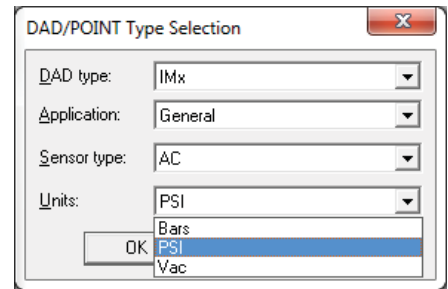 DAD/POINT Type Selection
DAD type: IMx
Application: General
Sensor type: AC
Units: PSI
Bars
OK PSI
Vac